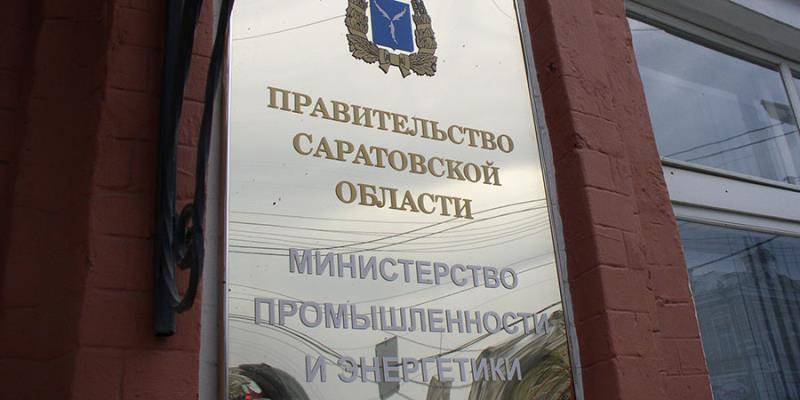 ПРАВИТЕЛЬСТВО
САРАТОВСКОЙ
ОБЛАСТИ
МИНИСТЕРСТВО
ПРОМЫШЛЕННОСТИ
И ЭНЕРГЕТИКИ